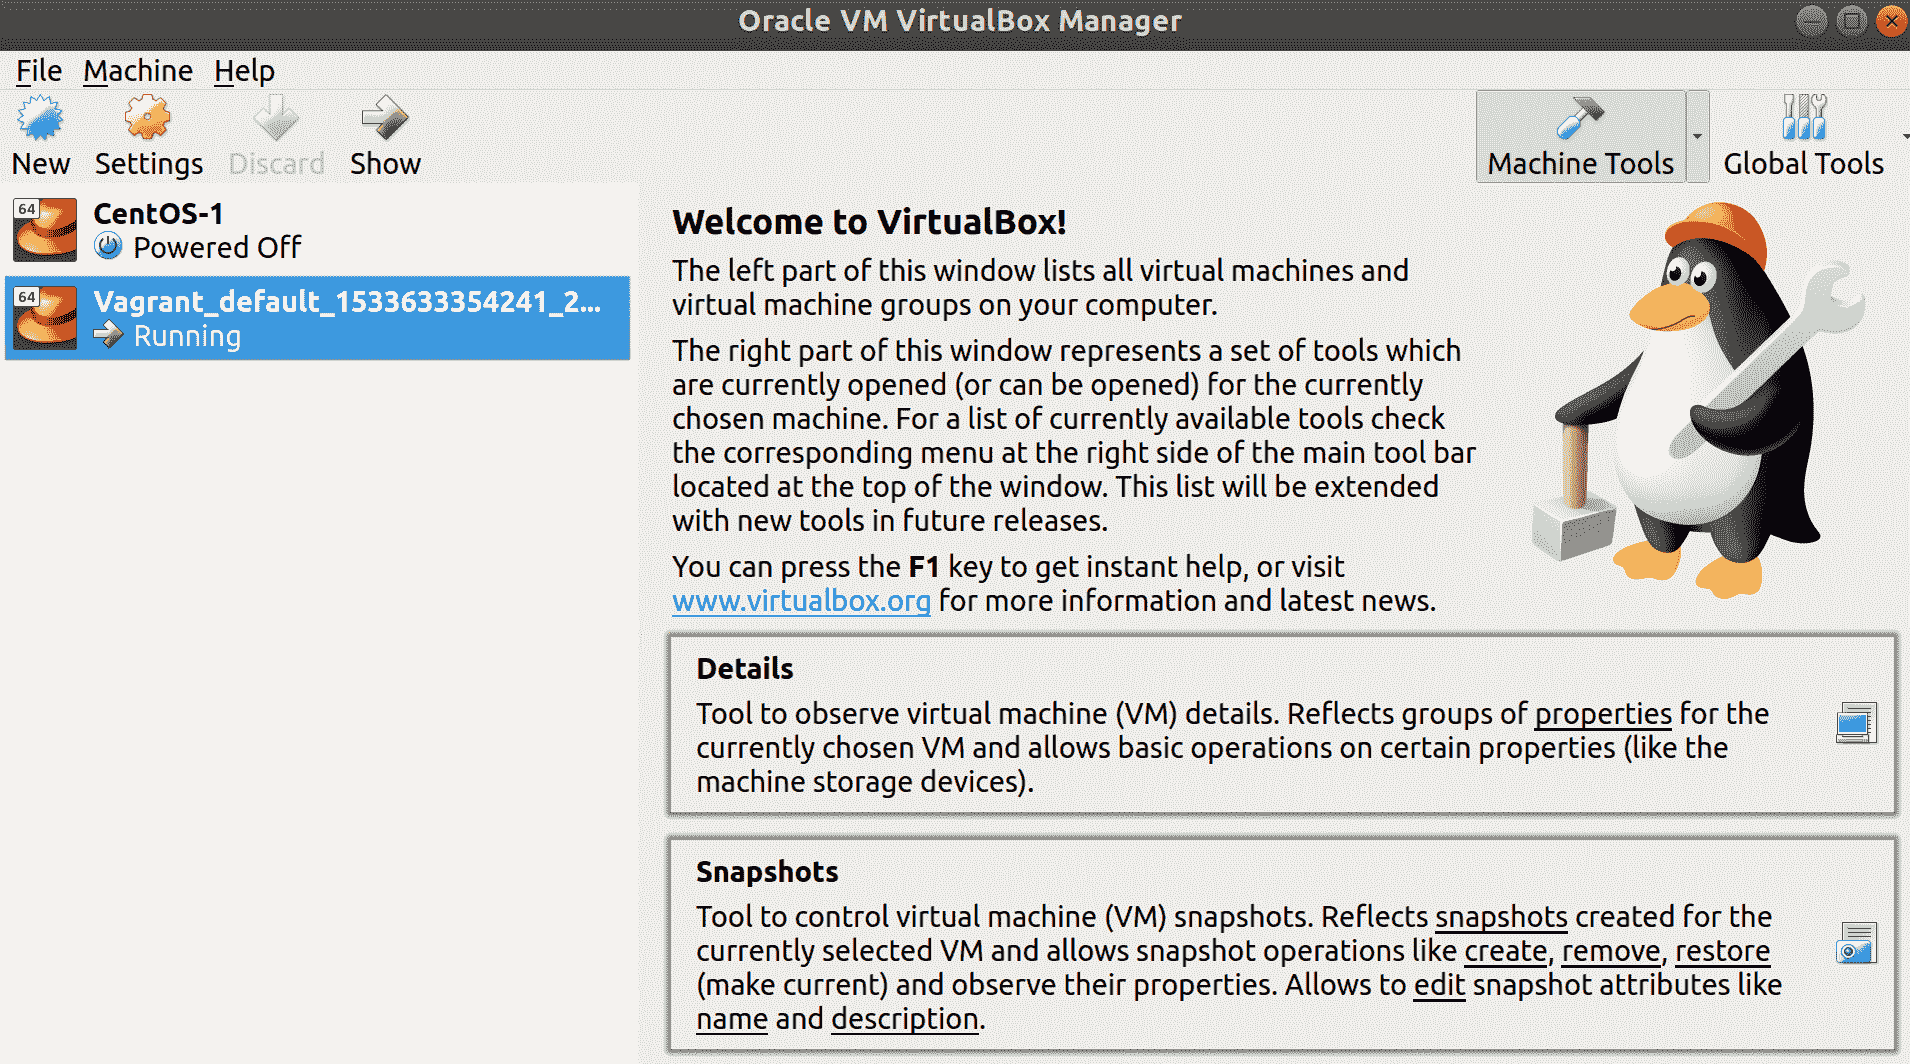 Oracle VM VirtualBox Manager
File Machine Help
New Settings Discard Show Machine Tools Global Tools
64 CentOS-1
Powered Off
64 Vagrant_default_1533633354241_2...
Running
Welcome to VirtualBox!
The left part of this window lists all virtual machines and
virtual machine groups on your computer.
The right part of this window represents a set of tools which
are currently opened (or can be opened) for the currently
chosen machine. For a list of currently available tools check
the corresponding menu at the right side of the main tool bar
located at the top of the window. This list will be extended
with new tools in future releases.
You can press the F1 key to get instant help, or visit
www.virtualbox.org for more information and latest news.
Details
Tool to observe virtual machine (VM) details. Reflects groups of properties for the
currently chosen VM and allows basic operations on certain properties (like the
machine storage devices).
Snapshots
Tool to control virtual machine (VM) snapshots. Reflects snapshots created for the
currently selected VM and allows snapshot operations like create, remove, restore
(make current) and observe their properties. Allows to edit snapshot attributes like
name and description.